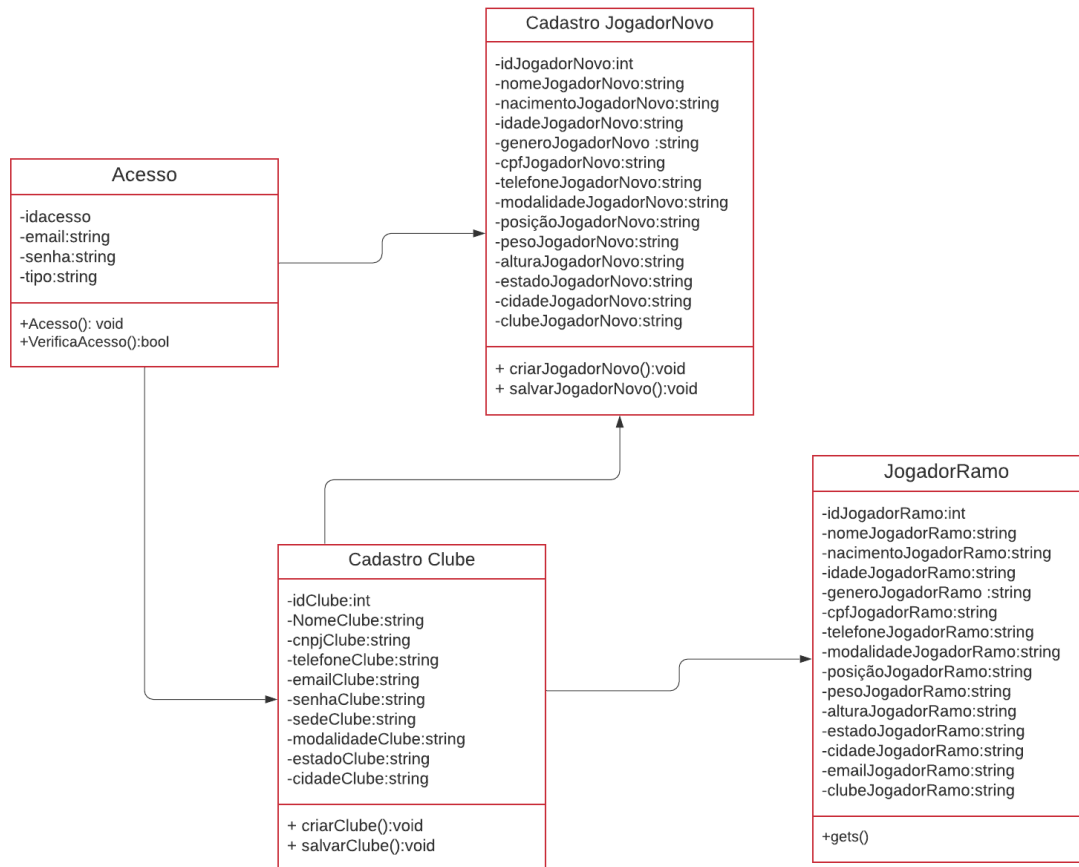 Cadastro JogadorNovo
-idJogadorNovo:int
-nomeJogadorNovo:string
-nacimentoJogadorNovo:string
-idadeJogadorNovo:string
-generoJogadorNovo :string
-cpfJogadorNovo:string
-telefoneJogadorNovo:string
-modalidadeJogadorNovo:string
-posiçãoJogadorNovo:string
-pesoJogadorNovo:string
-alturaJogadorNovo:string
-estadoJogadorNovo:string
-cidadeJogadorNovo:string
-clubeJogadorNovo:string
+ criarJogadorNovo():void
+ salvarJogadorNovo():void
Acesso
-idacesso
-email:string
-senha:string
-tipo:string
+Acesso(): void
+VerificaAcesso():bool
Cadastro Clube
-idClube:int
-NomeClube:string
-cnpjClube:string
-telefoneClube:string
-emailClube:string
-senhaClube:string
-sedeClube:string
-modalidadeClube:string
-estadoClube:string
-cidadeClube:string
+ criarClube():void
+ salvarClube():void
JogadorRamo
-idJogadorRamo:int
-nomeJogadorRamo:string
-nacimentoJogadorRamo:string
-idadeJogadorRamo:string
-generoJogadorRamo :string
-cpfJogadorRamo:string
-telefoneJogadorRamo:string
-modalidadeJogadorRamo:string
-posiçãoJogadorRamo:string
-pesoJogadorRamo:string
-alturaJogadorRamo:string
-estadoJogadorRamo:string
-cidadeJogadorRamo:string
-emailJogadorRamo:string
-clubeJogadorRamo:string
+gets()